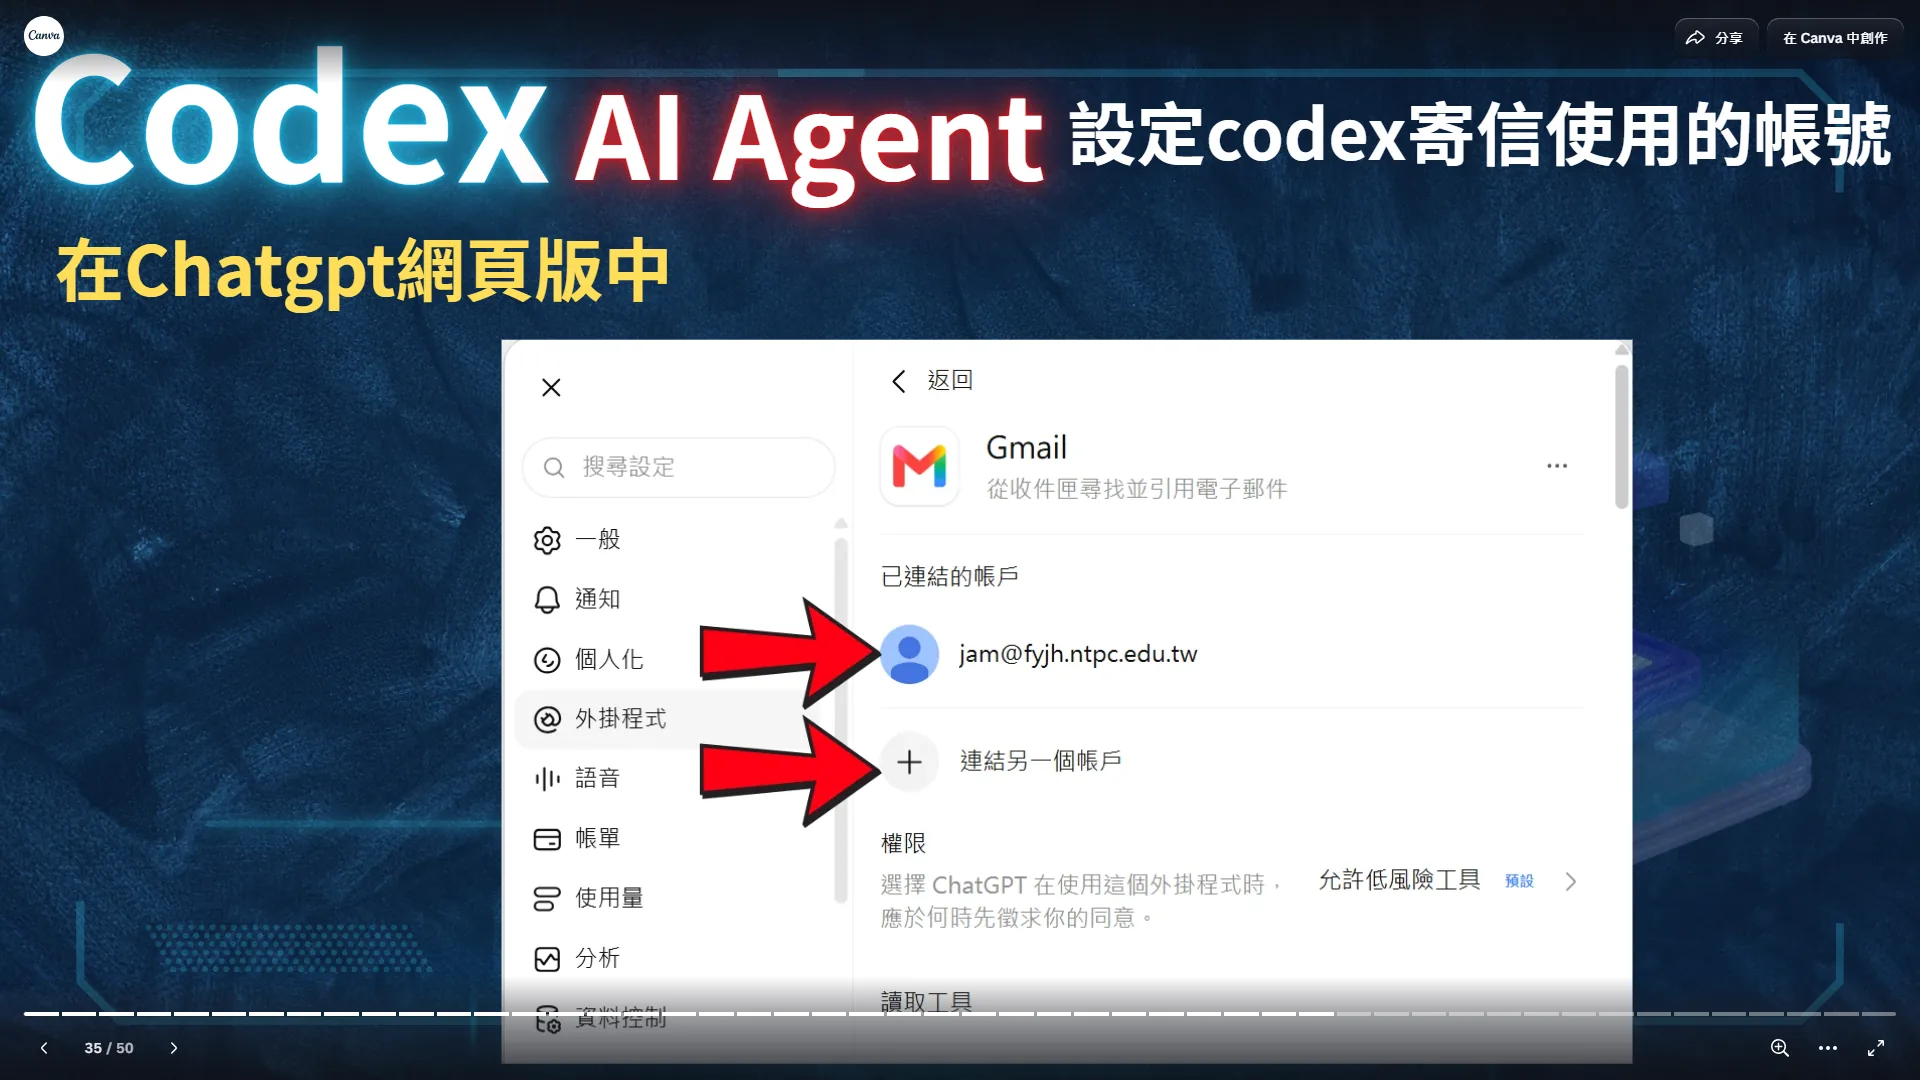 Canva
分享
在 Canva 中創作
Codex AI Agent 設定codex寄信使用的帳號
在Chatgpt網頁版中
返回
搜尋設定
一般
通知
個人化
外掛程式
語音
帳單
使用量
分析
資料控制
Gmail
從收件匣尋找並引用電子郵件
已連結的帳戶
jam@fyjh.ntpc.edu.tw
連結另一個帳戶
權限
選擇 ChatGPT 在使用這個外掛程式時，
應於何時先徵求你的同意。
允許低風險工具 預設
讀取工具
35 / 50